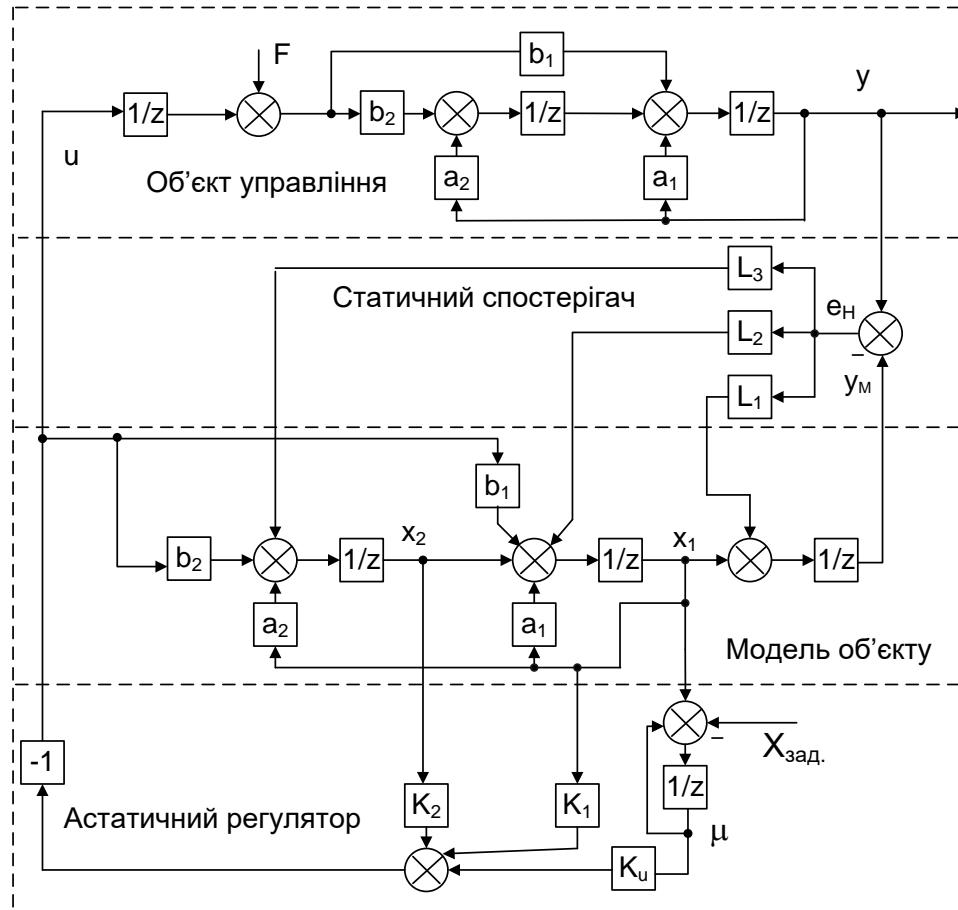 F
b₁
y
1/z
b₂
1/z
1/z
u
a₂
a₁
Об’єкт управління
L₃
Статичний спостерігач
eН
L₂
–
yМ
L₁
b₁
x₂
x₁
b₂
1/z
1/z
1/z
a₂
a₁
Модель об’єкту
–
Xзад.
-1
1/z
K₂
K₁
Астатичний регулятор
μ
Ku